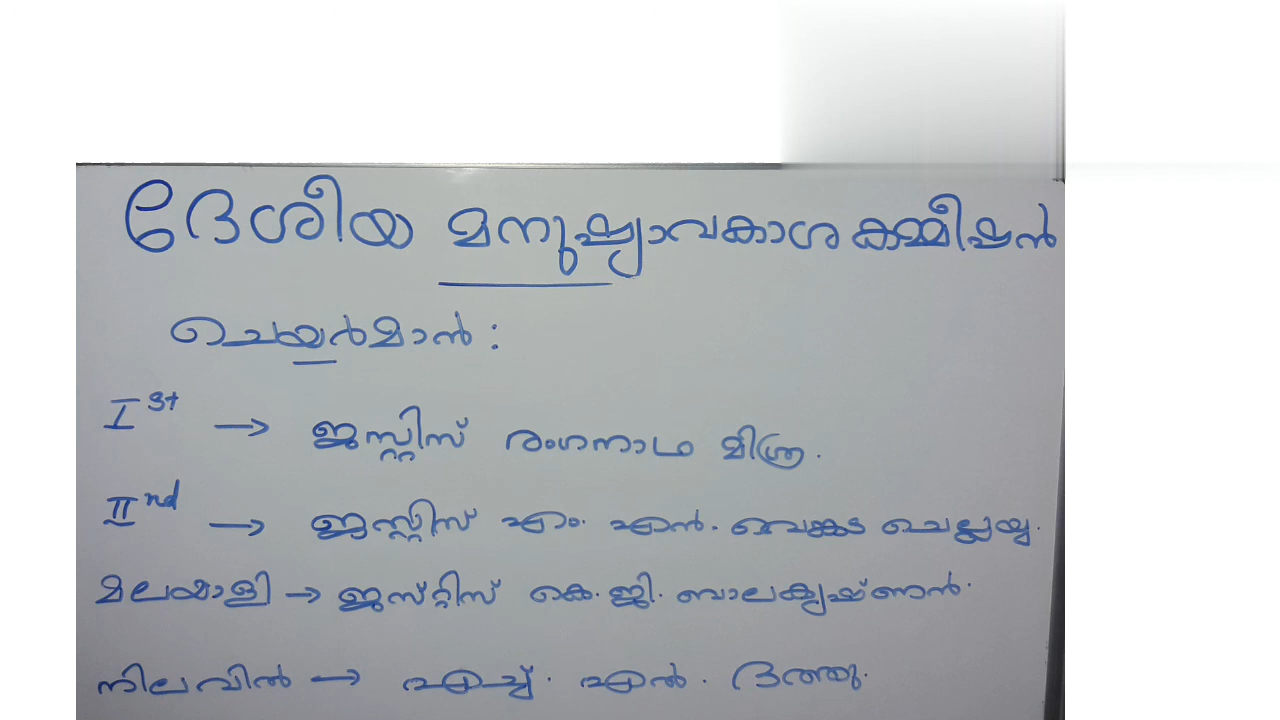 ദേശീയ മനുഷ്യാവകാശ കമ്മീഷൻ
ചെയർമാൻ :
I st → ജസ്റ്റിസ് രംഗനാഥ മിശ്ര.
II nd → ജസ്റ്റിസ് എം. എൻ. വെങ്കട ചെല്ലയ്യ.
മലയാളി → ജസ്റ്റിസ് കെ. ജി. ബാലകൃഷ്ണൻ.
നിലവിൽ → എച്ച്. എൽ. ദത്തു.